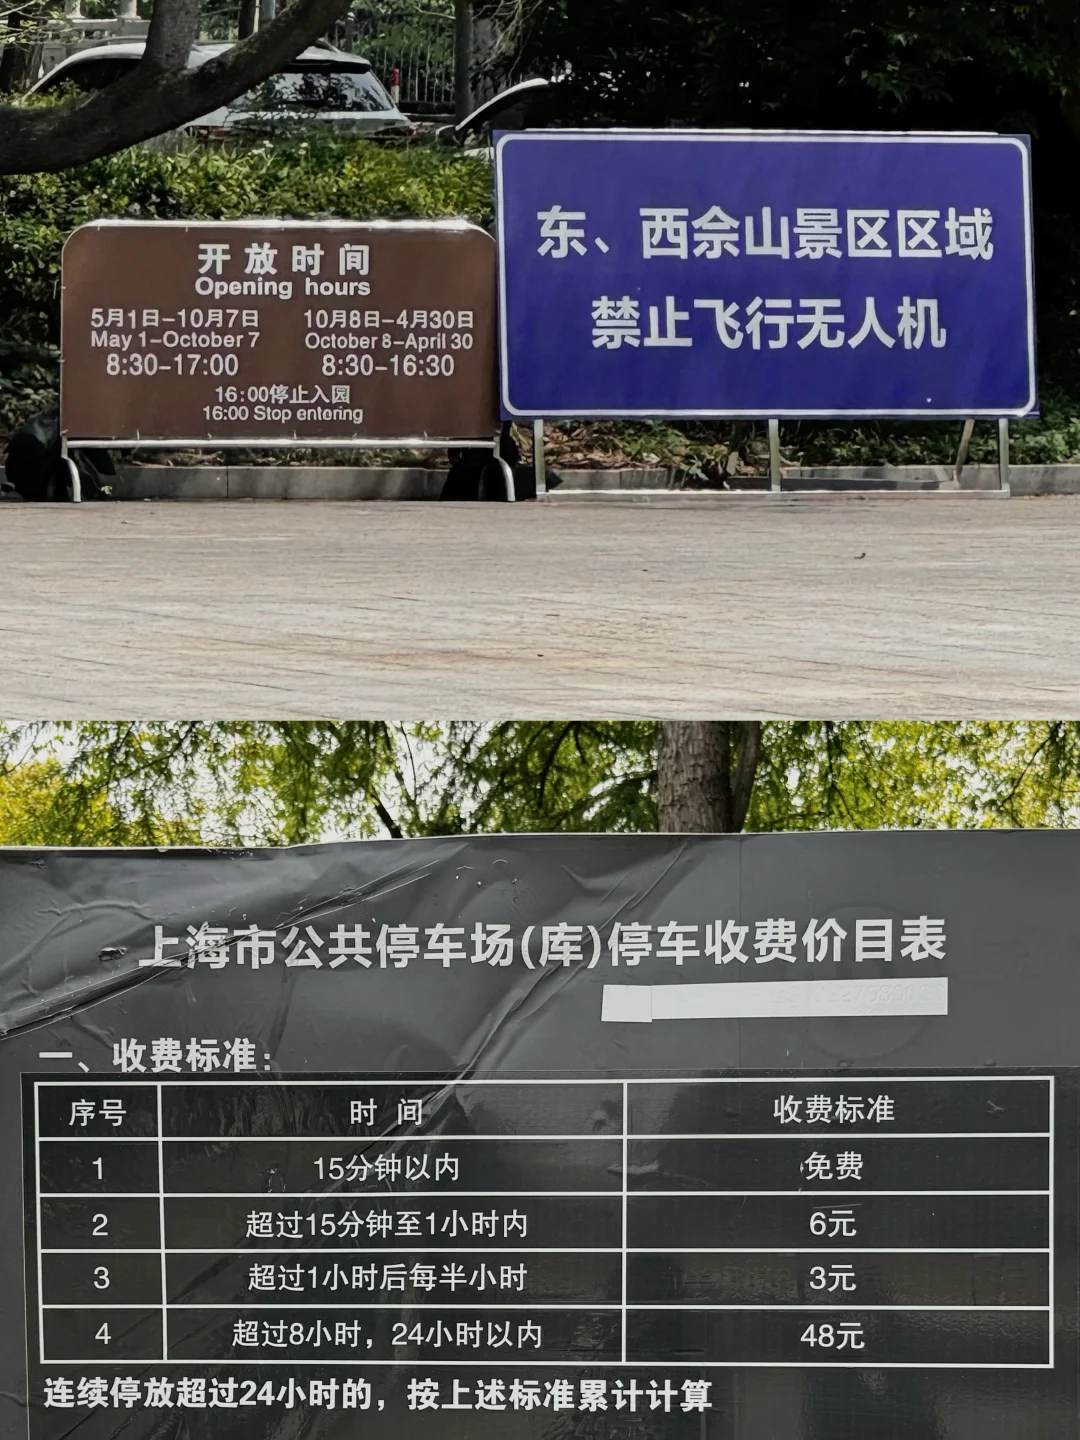 开放时间
Opening hours
5月1日-10月7日 10月8日-4月30日
May 1-October 7 October 8-April 30
8:30-17:00 8:30-16:30
16:00停止入园
16:00 Stop entering
东、西佘山景区区域
禁止飞行无人机
上海市公共停车场(库)停车收费价目表
一、收费标准:
序号 时间 收费标准
1 15分钟以内 免费
2 超过15分钟至1小时内 6元
3 超过1小时后每半小时 3元
4 超过8小时，24小时以内 48元
连续停放超过24小时的，按上述标准累计计算